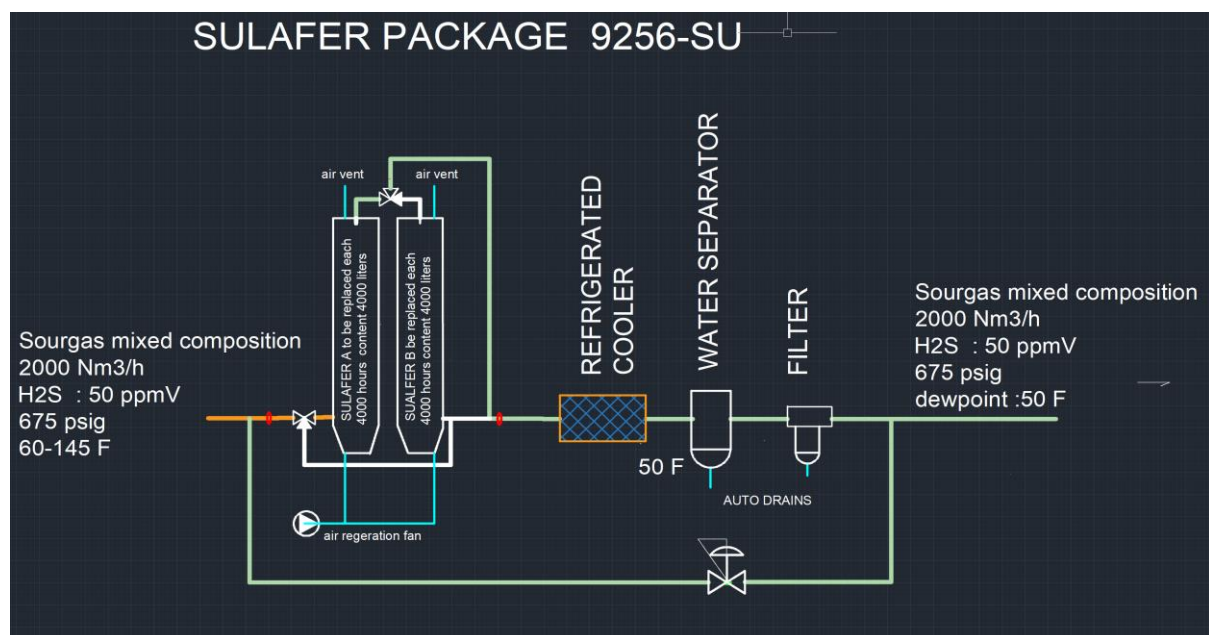 SULAFER PACKAGE 9256-SU
air vent
air vent
SULAFER A to be replaced each
4000 hours content 4000 liters
SUALFER B be replaced each
4000 hours content 4000 liters
REFRIGERATED
COOLER
WATER SEPARATOR
FILTER
Sourgas mixed composition
2000 Nm3/h
H2S : 50 ppmV
675 psig
60-145 F
Sourgas mixed composition
2000 Nm3/h
H2S : 50 ppmV
675 psig
dewpoint :50 F
50 F
AUTO DRAINS
air regeration fan